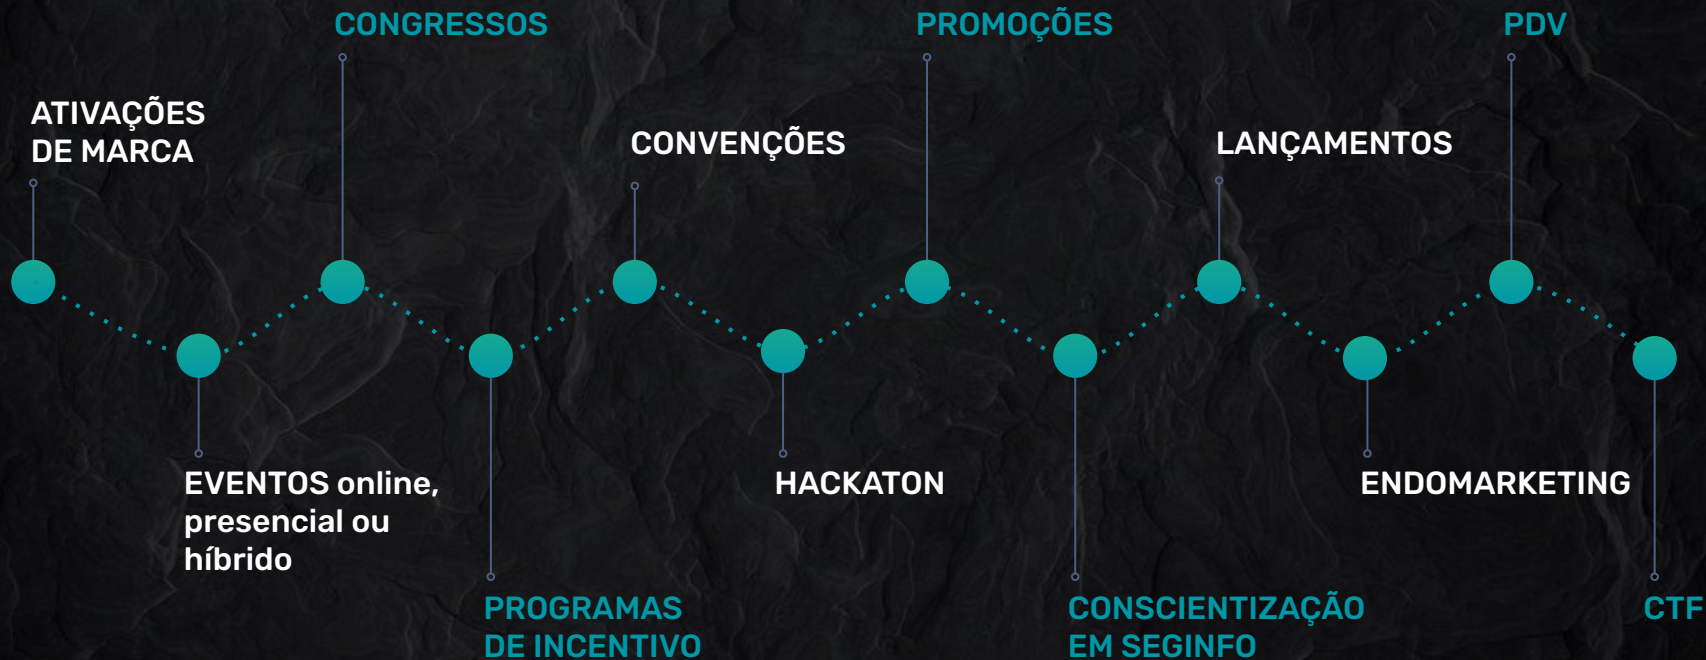 CONGRESSOS
PROMOÇÕES
PDV
ATIVAÇÕES
DE MARCA
CONVENÇÕES
LANÇAMENTOS
EVENTOS online,
presencial ou
híbrido
HACKATON
ENDOMARKETING
PROGRAMAS
DE INCENTIVO
CONSCIENTIZAÇÃO
EM SEGINFO
CTF